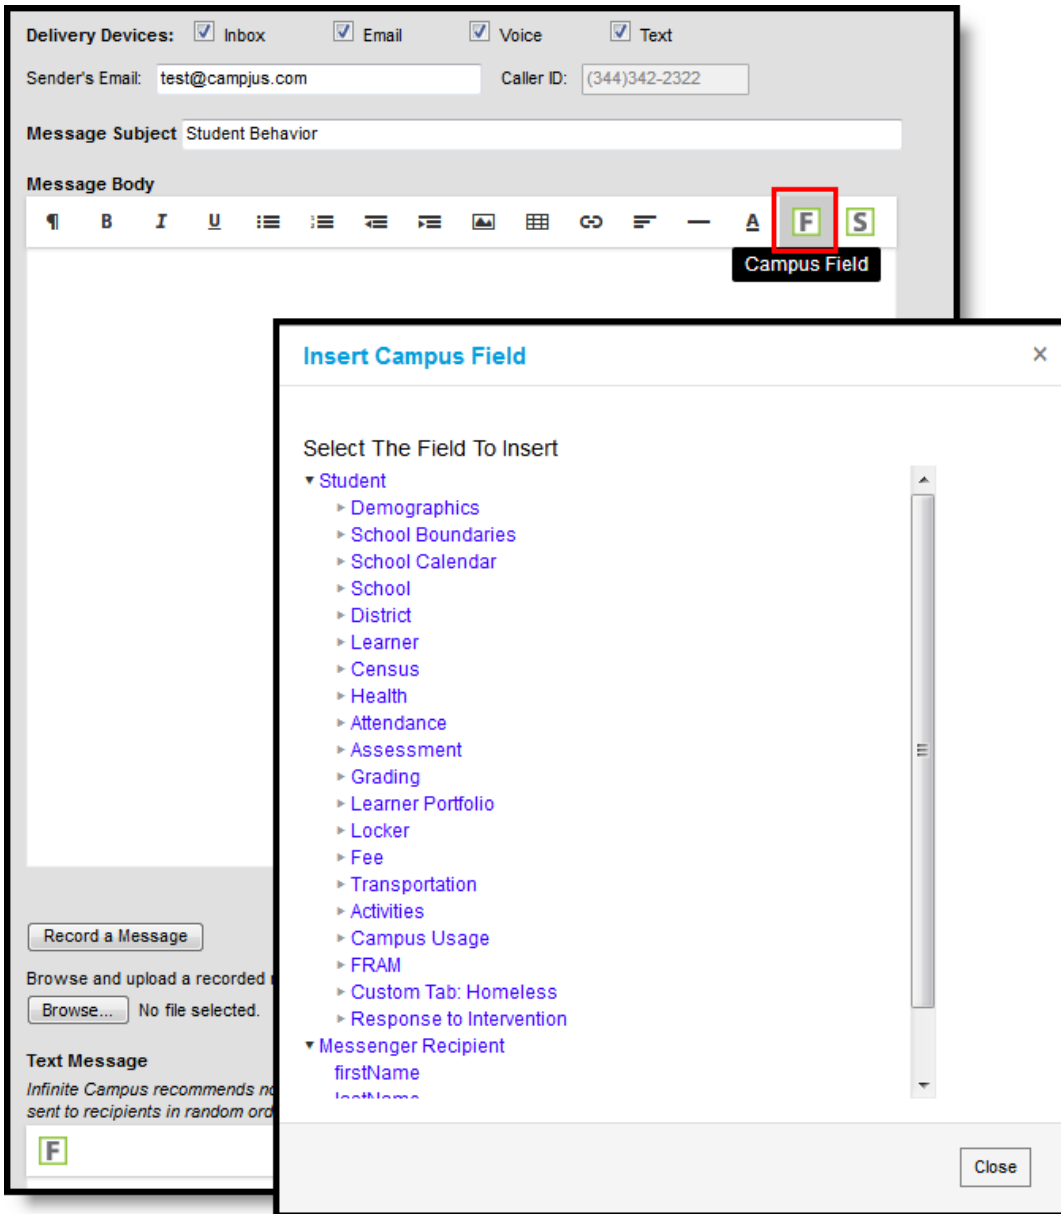 Delivery Devices: Inbox Email Voice Text
Sender's Email: test@campjus.com Caller ID: (344)342-2322
Message Subject Student Behavior
Message Body
¶ B I U A F S
Campus Field
Insert Campus Field ×
Select The Field To Insert
Student
Demographics
School Boundaries
School Calendar
School
District
Learner
Census
Health
Attendance
Assessment
Grading
Learner Portfolio
Locker
Fee
Transportation
Activities
Campus Usage
FRAM
Custom Tab: Homeless
Response to Intervention
Messenger Recipient
firstName
lastName
Close
Record a Message
Browse and upload a recorded
Browse... No file selected.
Text Message
Infinite Campus recommends
sent to recipients in random
F